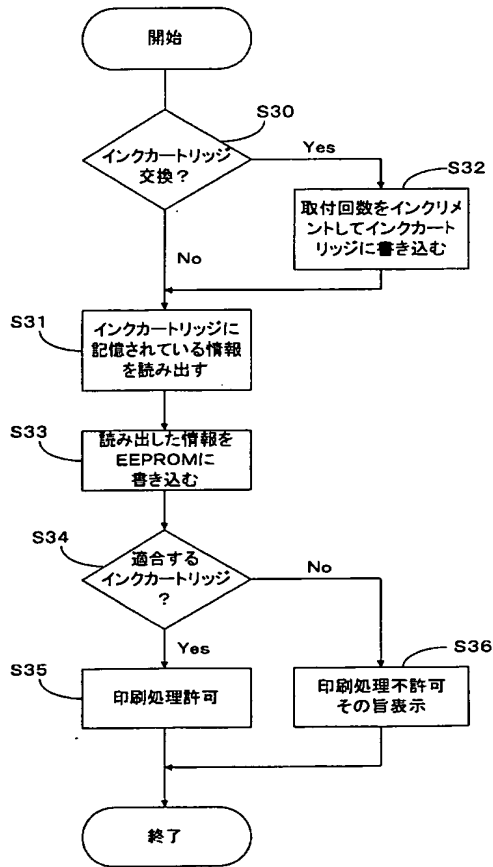 開始
S30
インクカートリッジ
交換？
Yes
S32
取付回数をインクリメ
ントしてインクカート
リッジに書き込む
No
S31
インクカートリッジに
記憶されている情報
を読み出す
S33
読み出した情報を
EEPROMに
書き込む
S34
適合する
インクカートリッジ
？
No
Yes
S35
印刷処理許可
S36
印刷処理不許可
その旨表示
終了